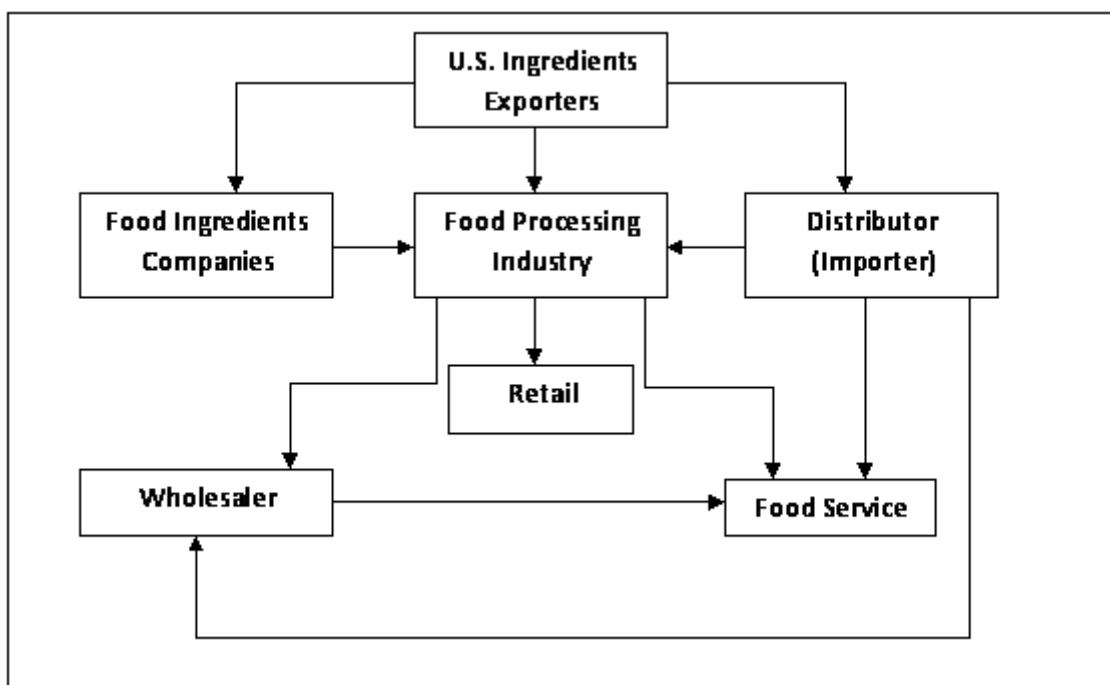 U.S. Ingredients
Exporters
Food Ingredients
Companies
Food Processing
Industry
Distributor
(Importer)
Retail
Wholesaler
Food Service